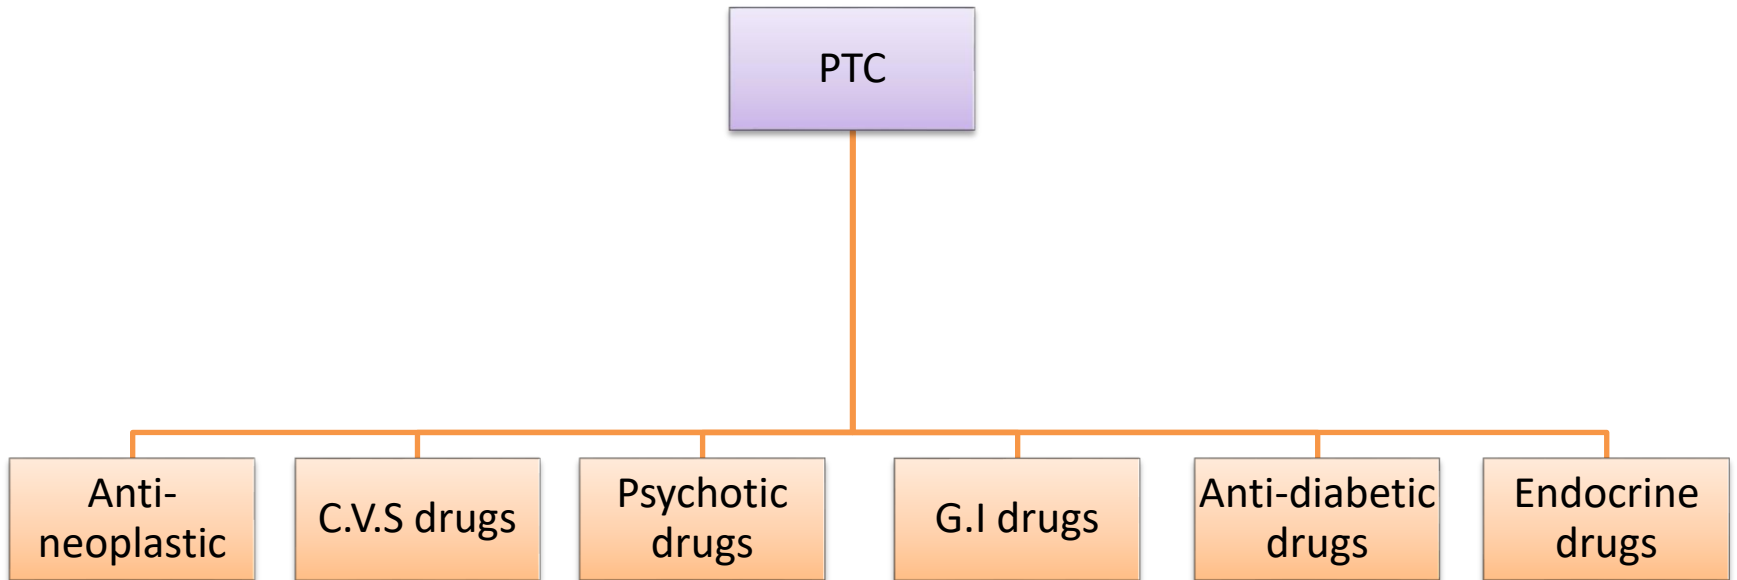 PTC
Anti-
neoplastic
C.V.S drugs
Psychotic
drugs
G.I drugs
Anti-diabetic
drugs
Endocrine
drugs